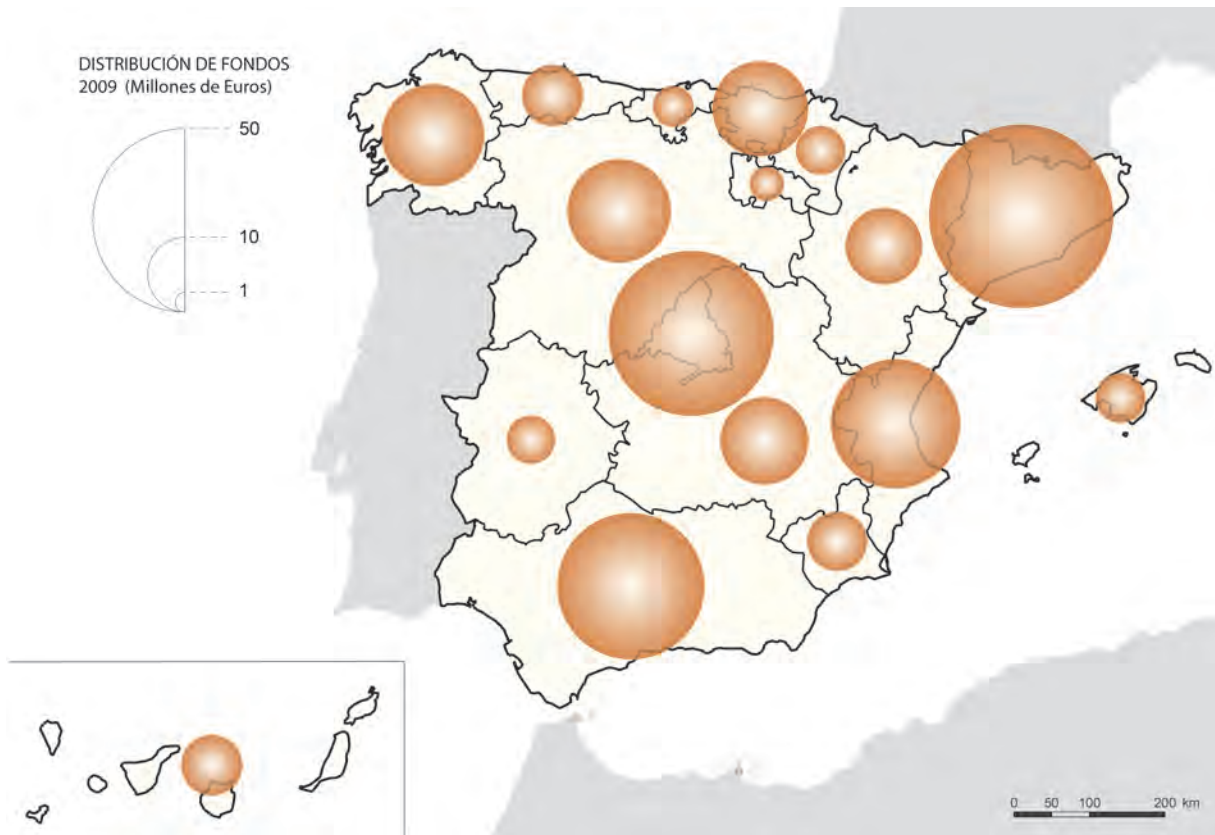 DISTRIBUCIÓN DE FONDOS
2009 (Millones de Euros)
50
10
1
0 50 100 200 km